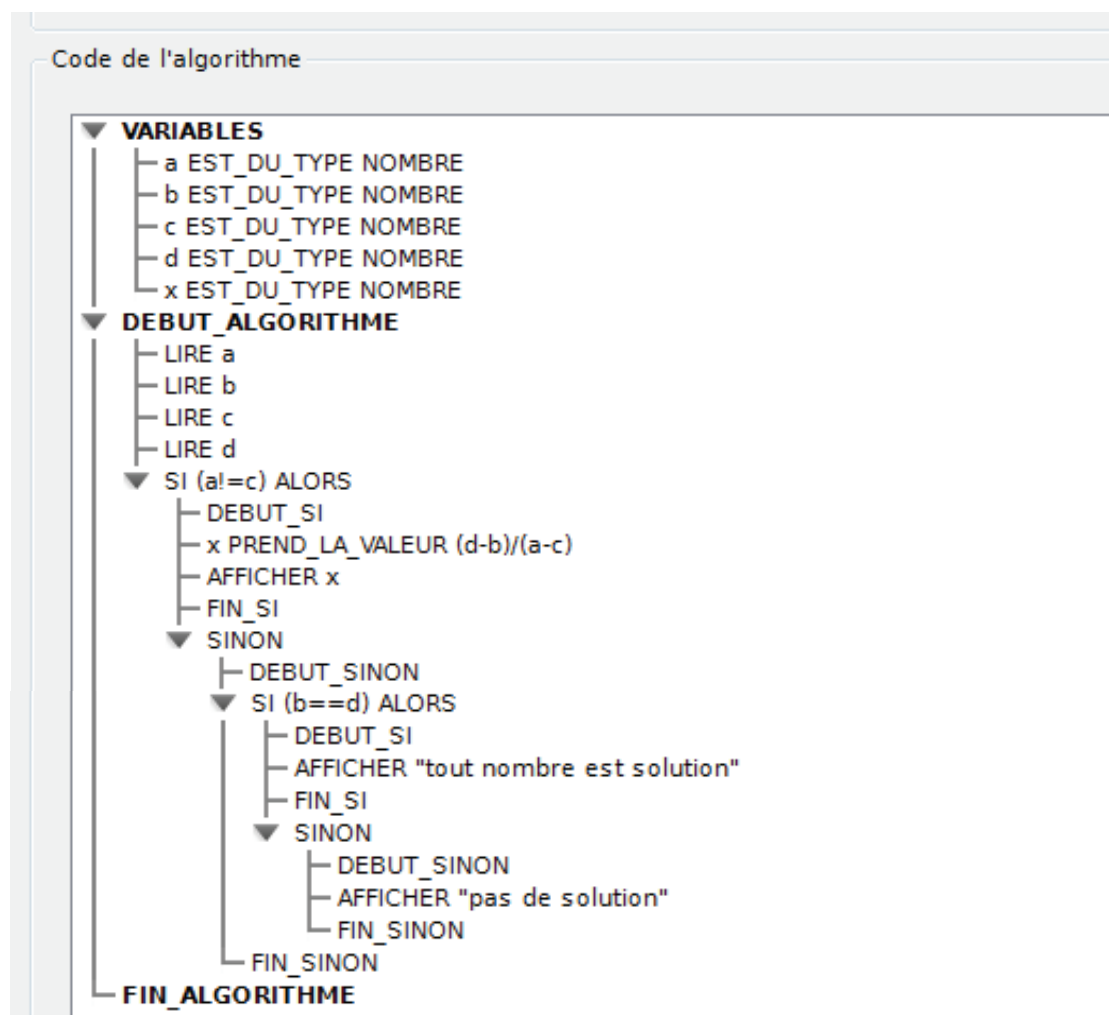 Code de l'algorithme
VARIABLES
a EST_DU_TYPE NOMBRE
b EST_DU_TYPE NOMBRE
c EST_DU_TYPE NOMBRE
d EST_DU_TYPE NOMBRE
x EST_DU_TYPE NOMBRE
DEBUT_ALGORITHME
LIRE a
LIRE b
LIRE c
LIRE d
SI (a!=c) ALORS
DEBUT_SI
x PREND_LA_VALEUR (d-b)/(a-c)
AFFICHER x
FIN_SI
SINON
DEBUT_SINON
SI (b==d) ALORS
DEBUT_SI
AFFICHER "tout nombre est solution"
FIN_SI
SINON
DEBUT_SINON
AFFICHER "pas de solution"
FIN_SINON
FIN_SINON
FIN_ALGORITHME